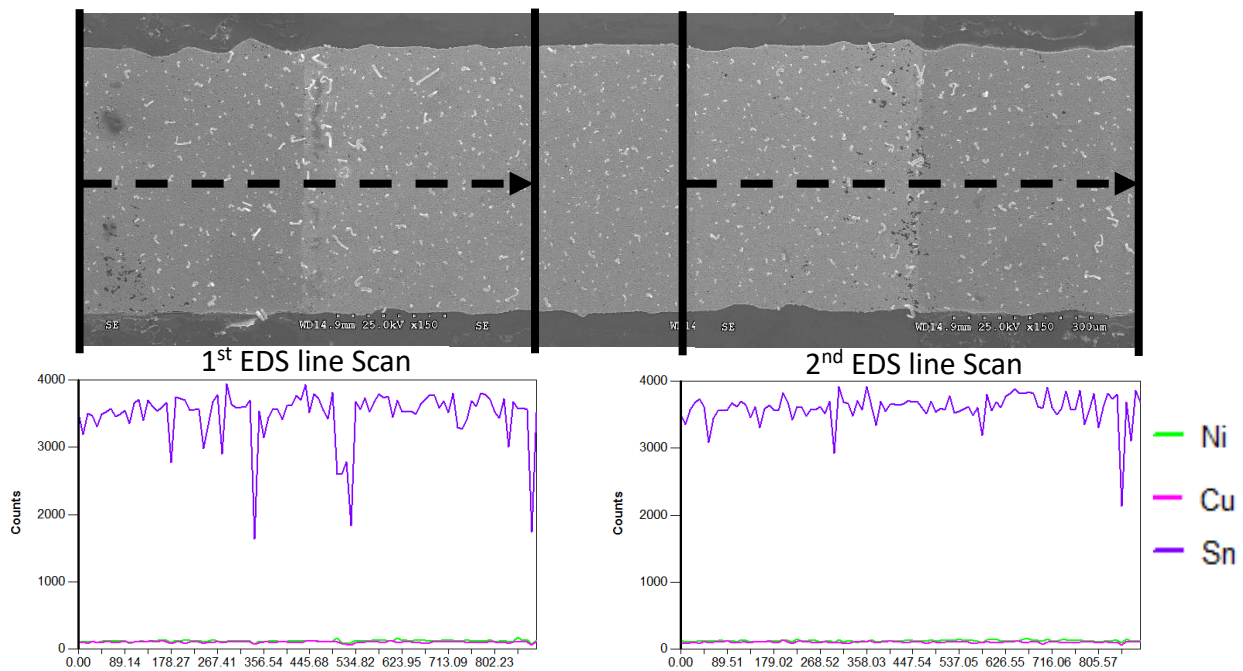 SE
WD14.9mm 25.0kV x150
SE
WD14
SE
WD14.9mm 25.0kV x150
300um
1st EDS line Scan
2nd EDS line Scan
4000
3000
2000
1000
0
Counts
0.00 89.14 178.27 267.41 356.54 445.68 534.82 623.95 713.09 802.23
4000
3000
2000
1000
0
Counts
0.00 89.51 179.02 268.52 358.03 447.54 537.05 626.55 716.06 805.57
Ni
Cu
Sn